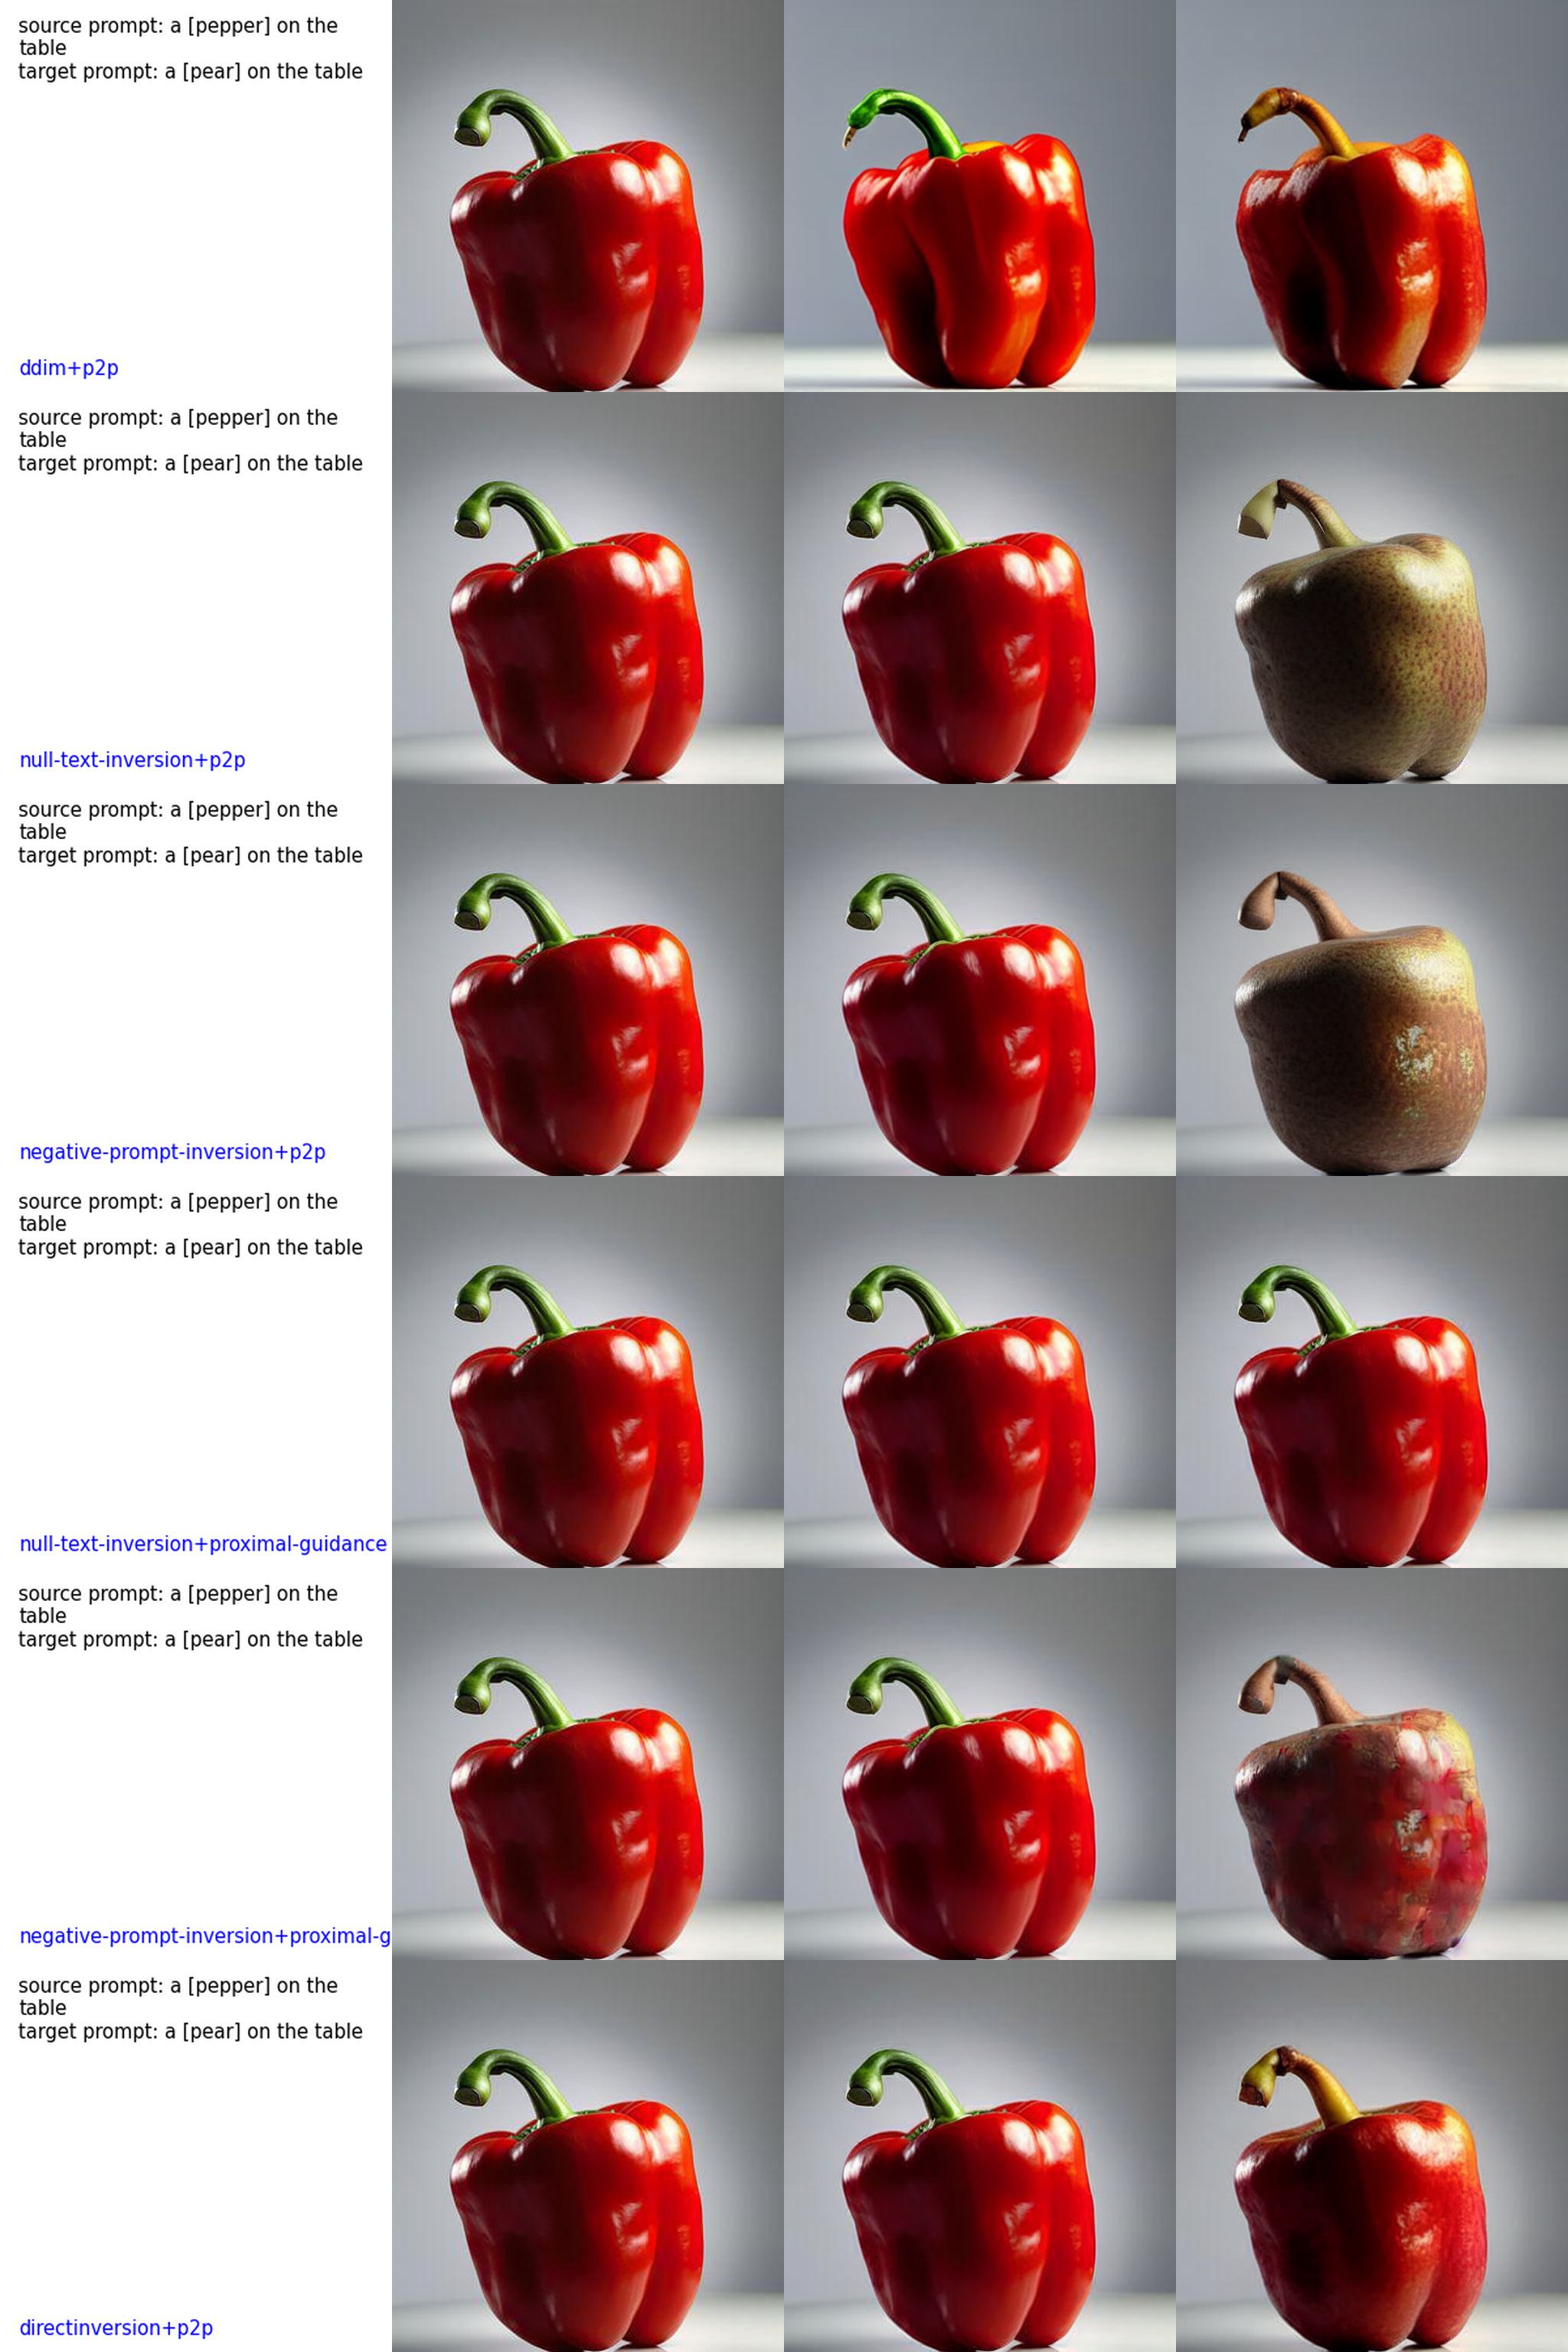 source prompt: a [pepper] on the
table
target prompt: a [pear] on the table
ddim+p2p
source prompt: a [pepper] on the
table
target prompt: a [pear] on the table
null-text-inversion+p2p
source prompt: a [pepper] on the
table
target prompt: a [pear] on the table
negative-prompt-inversion+p2p
source prompt: a [pepper] on the
table
target prompt: a [pear] on the table
null-text-inversion+proximal-guidance
source prompt: a [pepper] on the
table
target prompt: a [pear] on the table
negative-prompt-inversion+proximal-g
source prompt: a [pepper] on the
table
target prompt: a [pear] on the table
directinversion+p2p